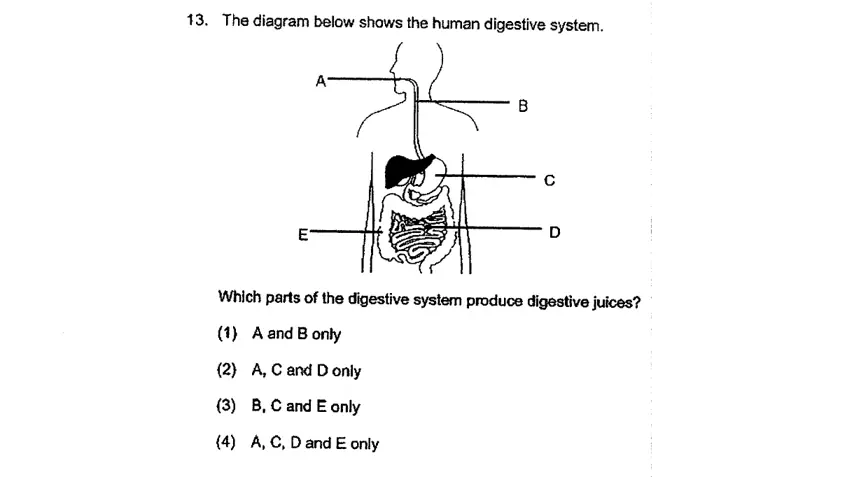 13. The diagram below shows the human digestive system.
A
B
C
E
D
Which parts of the digestive system produce digestive juices?
(1) A and B only
(2) A, C and D only
(3) B, C and E only
(4) A, C, D and E only